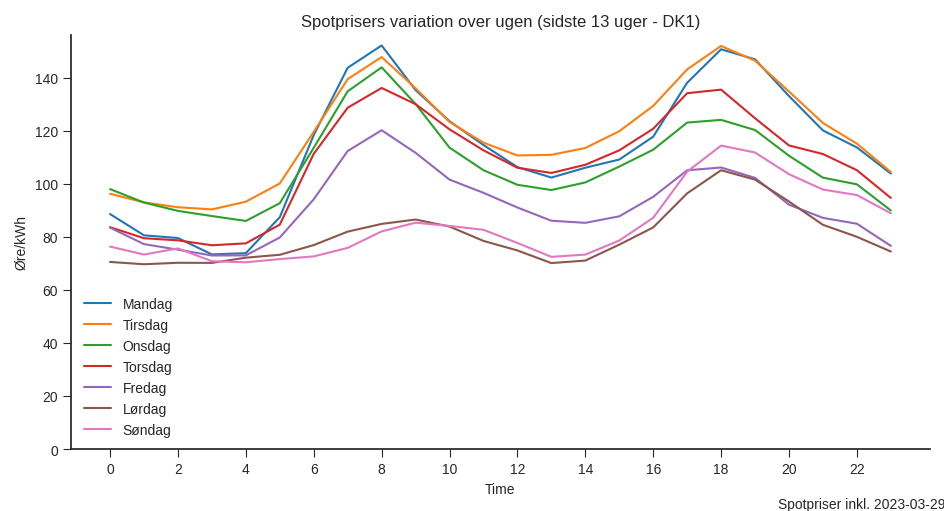 Spotprisers variation over ugen (sidste 13 uger - DK1)
Øre/kWh
140
120
100
80
60
40
20
0
Mandag
Tirsdag
Onsdag
Torsdag
Fredag
Lørdag
Søndag
0 2 4 6 8 10 12 14 16 18 20 22
Time
Spotpriser inkl. 2023-03-29